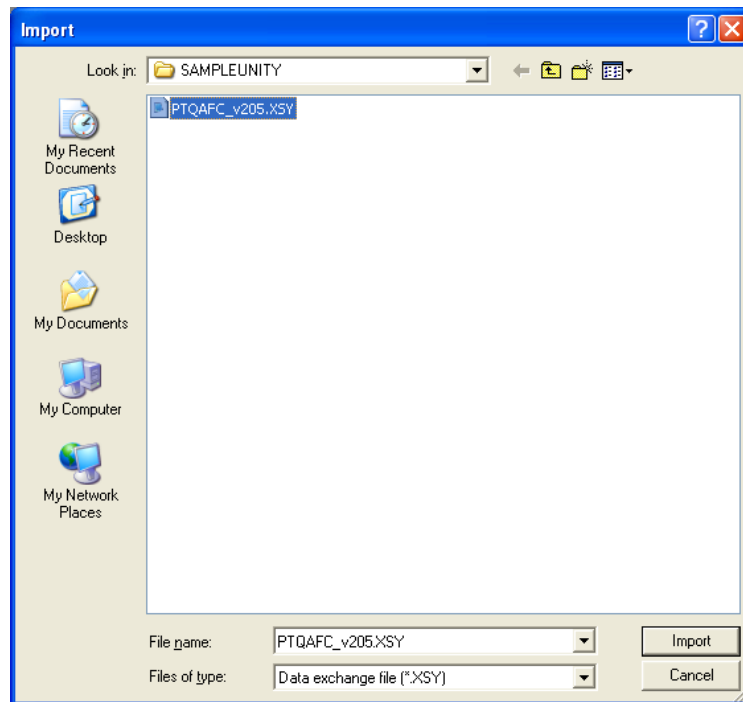 Import
Look in:
SAMPLEUNITY
PTQAFC_v205.XSY
My Recent
Documents
Desktop
My Documents
My Computer
My Network
Places
File name:
PTQAFC_v205.XSY
Import
Files of type:
Data exchange file (*.XSY)
Cancel